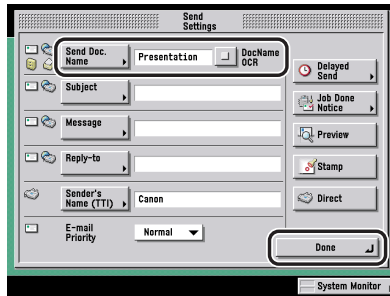 Send
Settings
Send Doc.
Name
Presentation
DocName
OCR
Delayed
Send
Subject
Job Done
Notice
Message
Preview
Reply-to
Stamp
Sender's
Name (TTI)
Canon
Direct
E-mail
Priority
Normal
Done
System Monitor